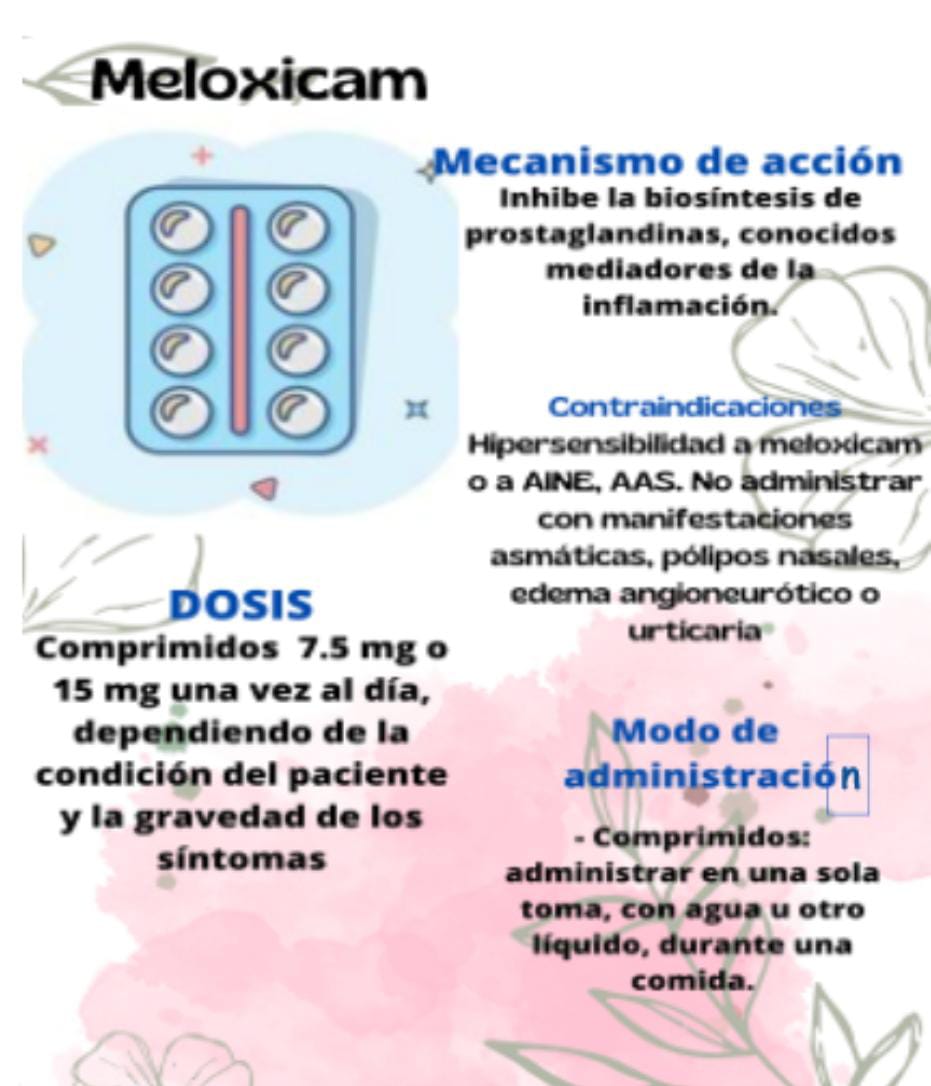 Meloxicam
Mecanismo de acción
Inhibe la biosíntesis de
prostaglandinas, conocidos
mediadores de la
inflamación.
Contraindicaciones
Hipersensibilidad a meloxicam
o a AINE, AAS. No administrar
con manifestaciones
asmáticas, pólipos nasales,
edema angioneurótico o
urticaria
DOSIS
Comprimidos 7.5 mg o
15 mg una vez al día,
dependiendo de la
condición del paciente
y la gravedad de los
síntomas
Modo de
administración
- Comprimidos:
administrar en una sola
toma, con agua u otro
líquido, durante una
comida.